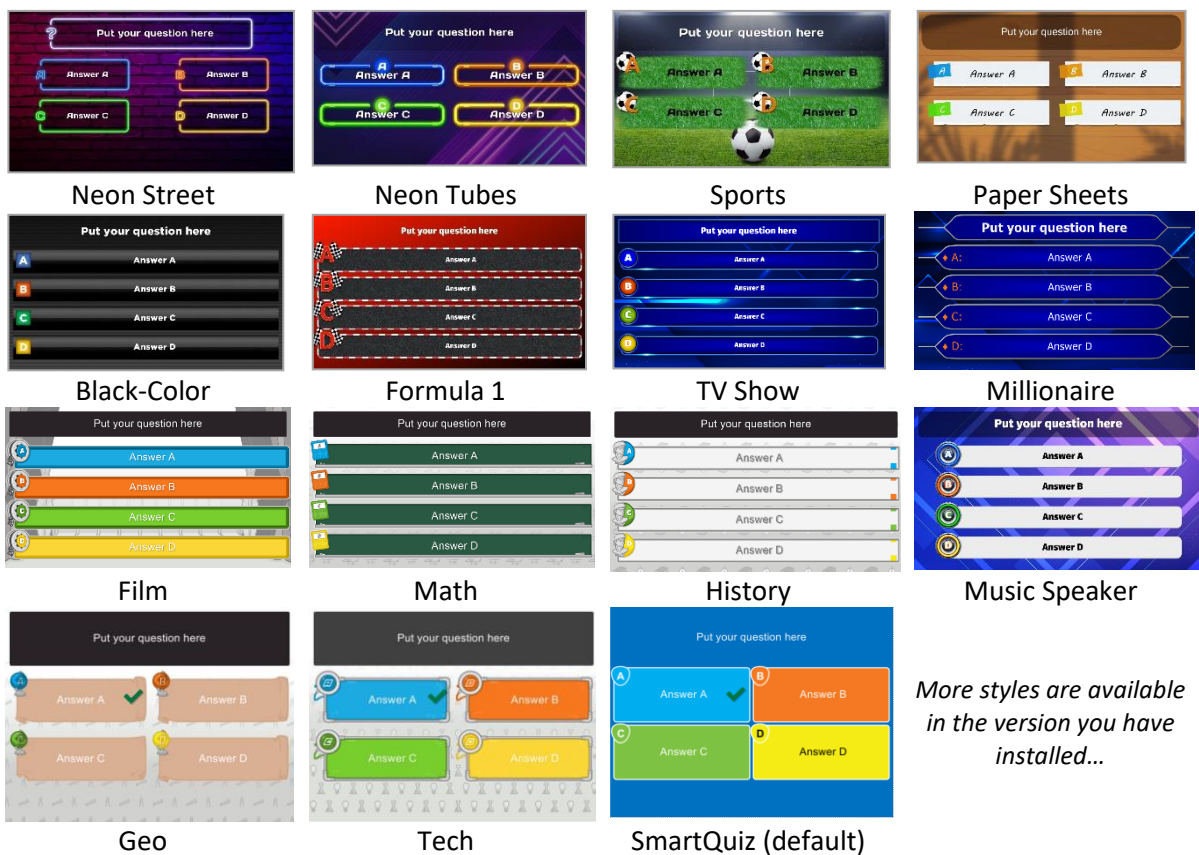 Put your question here
?
A Answer A
B Answer B
C Answer C
D Answer D
Neon Street
Put your question here
A Answer A
B Answer B
C Answer C
D Answer D
Neon Tubes
Put your question here
A Answer A
B Answer B
C Answer C
D Answer D
Sports
Put your question here
A Answer A
B Answer B
C Answer C
D Answer D
Paper Sheets
Put your question here
A Answer A
B Answer B
C Answer C
D Answer D
Black-Color
Put your question here
A Answer A
B Answer B
C Answer C
D Answer D
Formula 1
Put your question here
A Answer A
B Answer B
C Answer C
D Answer D
TV Show
Put your question here
A: Answer A
B: Answer B
C: Answer C
D: Answer D
Millionaire
Put your question here
A Answer A
B Answer B
C Answer C
D Answer D
Film
Put your question here
Answer A
Answer B
Answer C
Answer D
Math
Put your question here
A Answer A
B Answer B
C Answer C
D Answer D
History
Put your question here
A Answer A
B Answer B
C Answer C
D Answer D
Music Speaker
Put your question here
A Answer A
B Answer B
C Answer C
D Answer D
Geo
Put your question here
Answer A
Answer B
Answer C
Answer D
Tech
Put your question here
A Answer A
B Answer B
C Answer C
D Answer D
SmartQuiz (default)
More styles are available
in the version you have
installed…